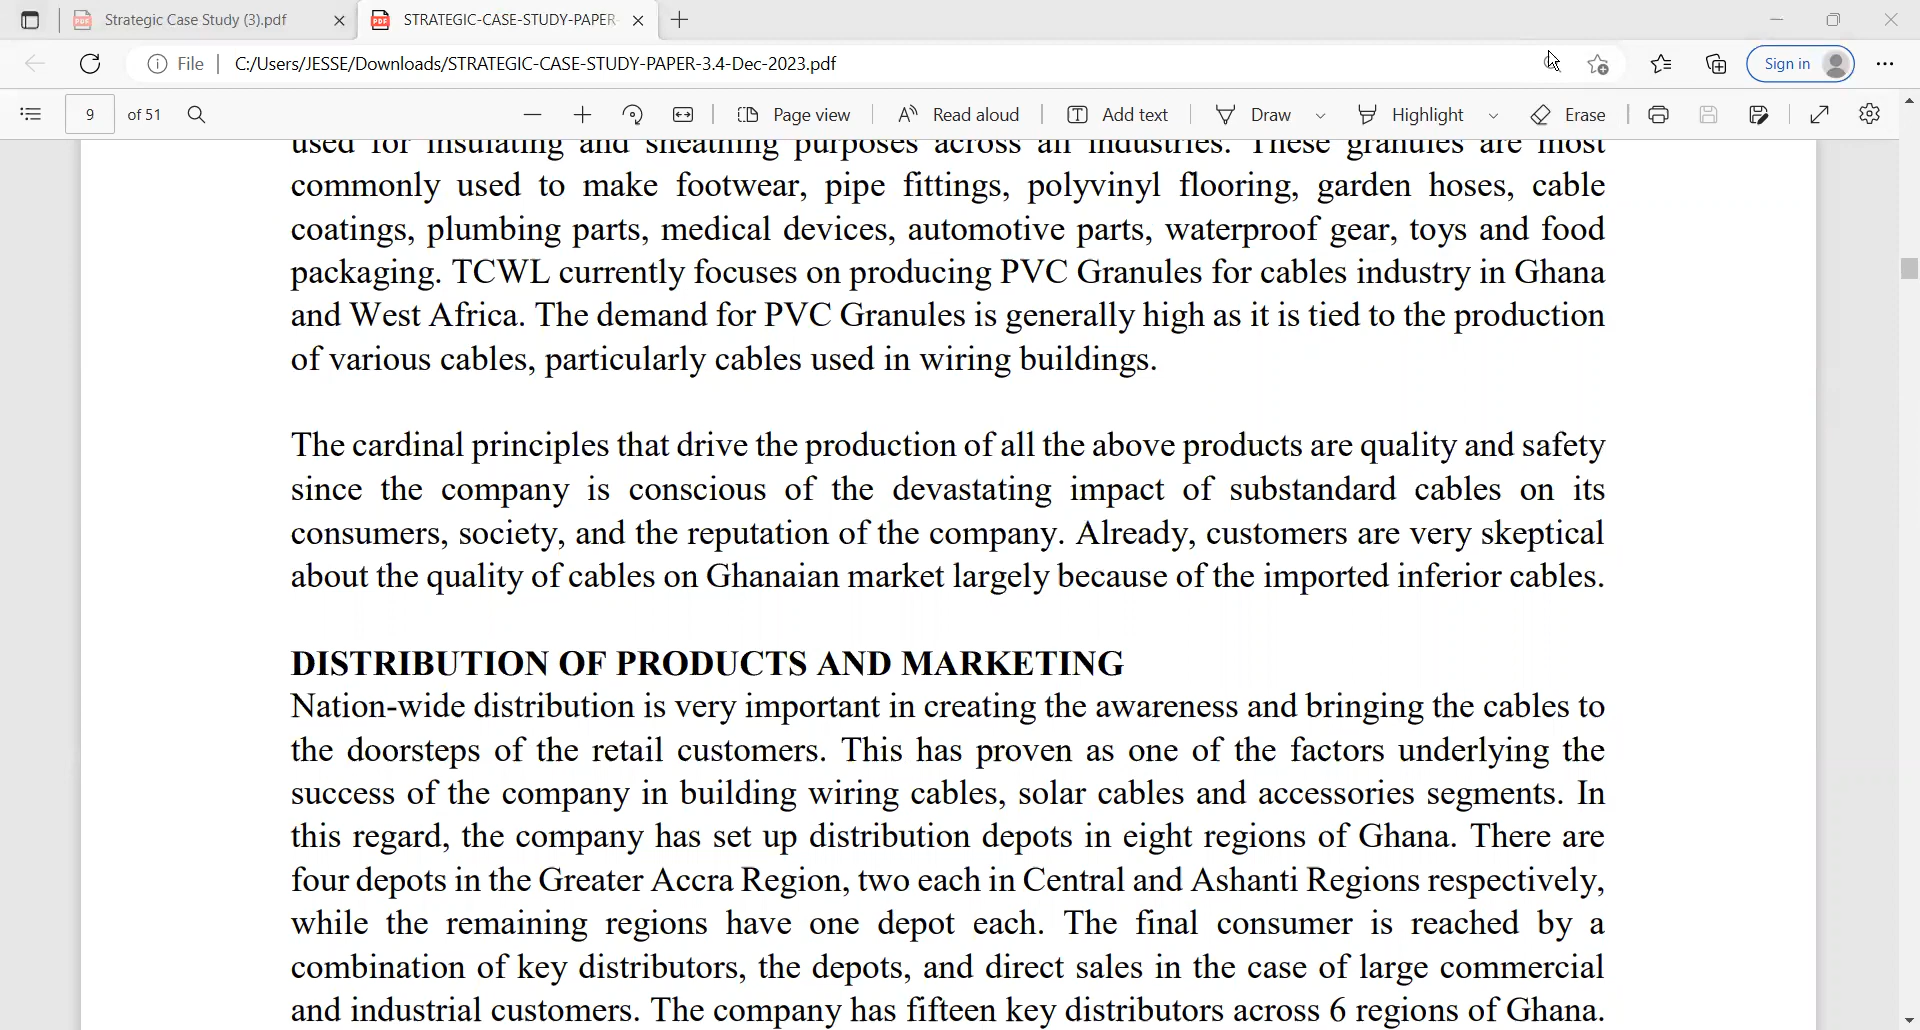 Strategic Case Study (3).pdf
STRATEGIC-CASE-STUDY-PAPER-
File
C:/Users/JESSE/Downloads/STRATEGIC-CASE-STUDY-PAPER-3.4-Dec-2023.pdf
Sign in
9 of 51
Page view
Read aloud
Add text
Draw
Highlight
Erase
used for insulating and sheathing purposes across all industries. These granules are most
commonly used to make footwear, pipe fittings, polyvinyl flooring, garden hoses, cable
coatings, plumbing parts, medical devices, automotive parts, waterproof gear, toys and food
packaging. TCWL currently focuses on producing PVC Granules for cables industry in Ghana
and West Africa. The demand for PVC Granules is generally high as it is tied to the production
of various cables, particularly cables used in wiring buildings.
The cardinal principles that drive the production of all the above products are quality and safety
since the company is conscious of the devastating impact of substandard cables on its
consumers, society, and the reputation of the company. Already, customers are very skeptical
about the quality of cables on Ghanaian market largely because of the imported inferior cables.
DISTRIBUTION OF PRODUCTS AND MARKETING
Nation-wide distribution is very important in creating the awareness and bringing the cables to
the doorsteps of the retail customers. This has proven as one of the factors underlying the
success of the company in building wiring cables, solar cables and accessories segments. In
this regard, the company has set up distribution depots in eight regions of Ghana. There are
four depots in the Greater Accra Region, two each in Central and Ashanti Regions respectively,
while the remaining regions have one depot each. The final consumer is reached by a
combination of key distributors, the depots, and direct sales in the case of large commercial
and industrial customers. The company has fifteen key distributors across 6 regions of Ghana.